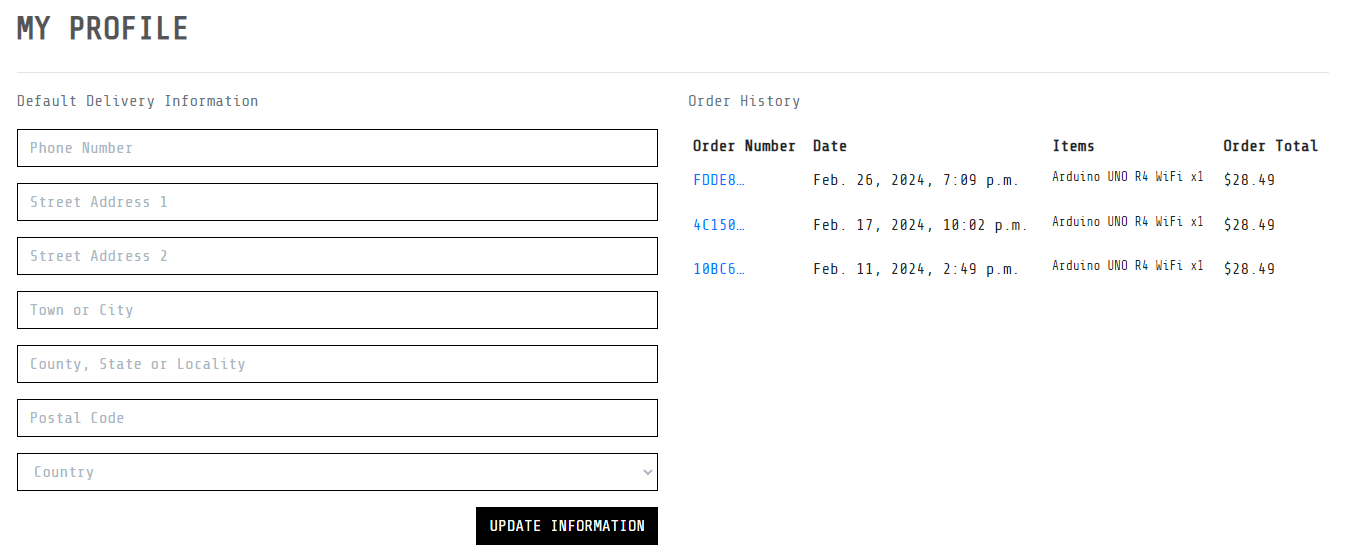 MY PROFILE
Default Delivery Information
Phone Number
Street Address 1
Street Address 2
Town or City
County, State or Locality
Postal Code
Country
UPDATE INFORMATION
Order History
Order Number Date Items Order Total
FDDE8… Feb. 26, 2024, 7:09 p.m. Arduino UNO R4 WiFi x1 $28.49
4C150… Feb. 17, 2024, 10:02 p.m. Arduino UNO R4 WiFi x1 $28.49
10BC6… Feb. 11, 2024, 2:49 p.m. Arduino UNO R4 WiFi x1 $28.49